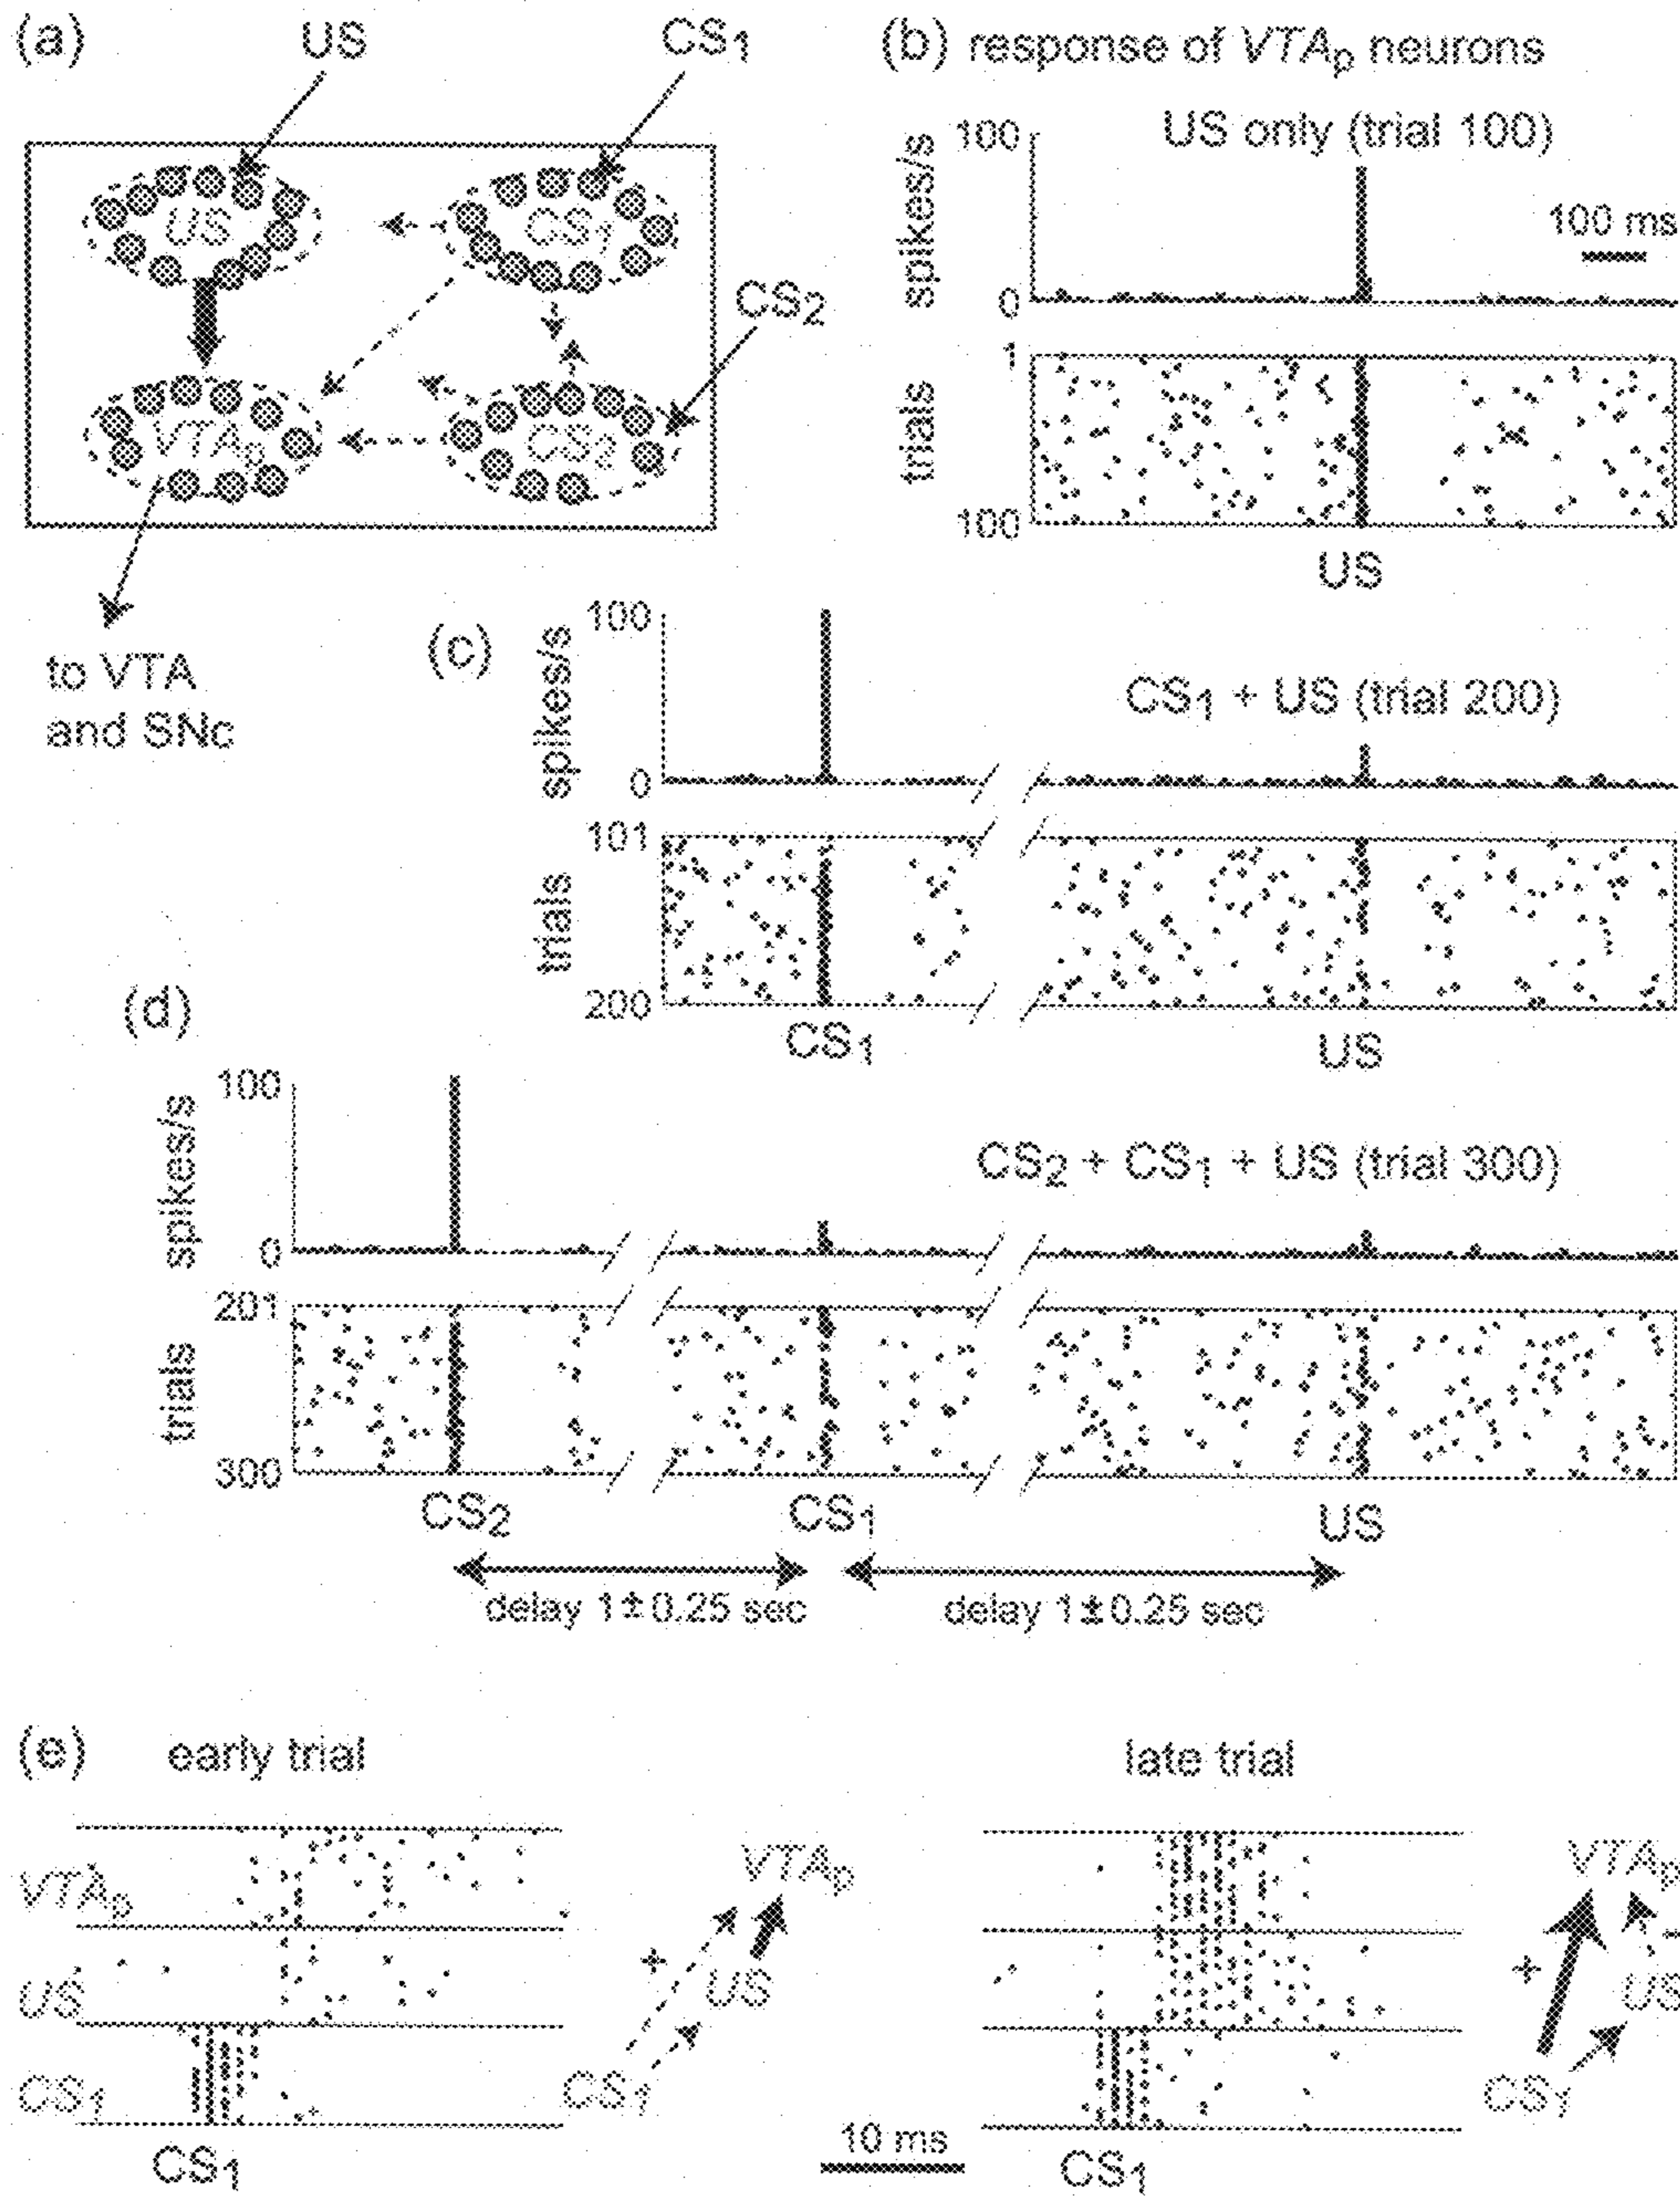 (a)
US
CS1
US
CS1
CS2
VTAp
CS2
to VTA
and SNc
(b) response of VTAp neurons
US only (trial 100)
spikes/s
100
0
100 ms
trials
1
100
US
(c)
CS1 + US (trial 200)
spikes/s
100
0
trials
101
200
CS1
US
(d)
CS2 + CS1 + US (trial 300)
spikes/s
100
0
trials
201
300
CS2
CS1
US
delay 1±0.25 sec
delay 1±0.25 sec
(e)
early trial
late trial
VTAp
US
CS1
CS1
VTAp
+
US
CS1
10 ms
CS1
VTAp
+
-
US
CS1